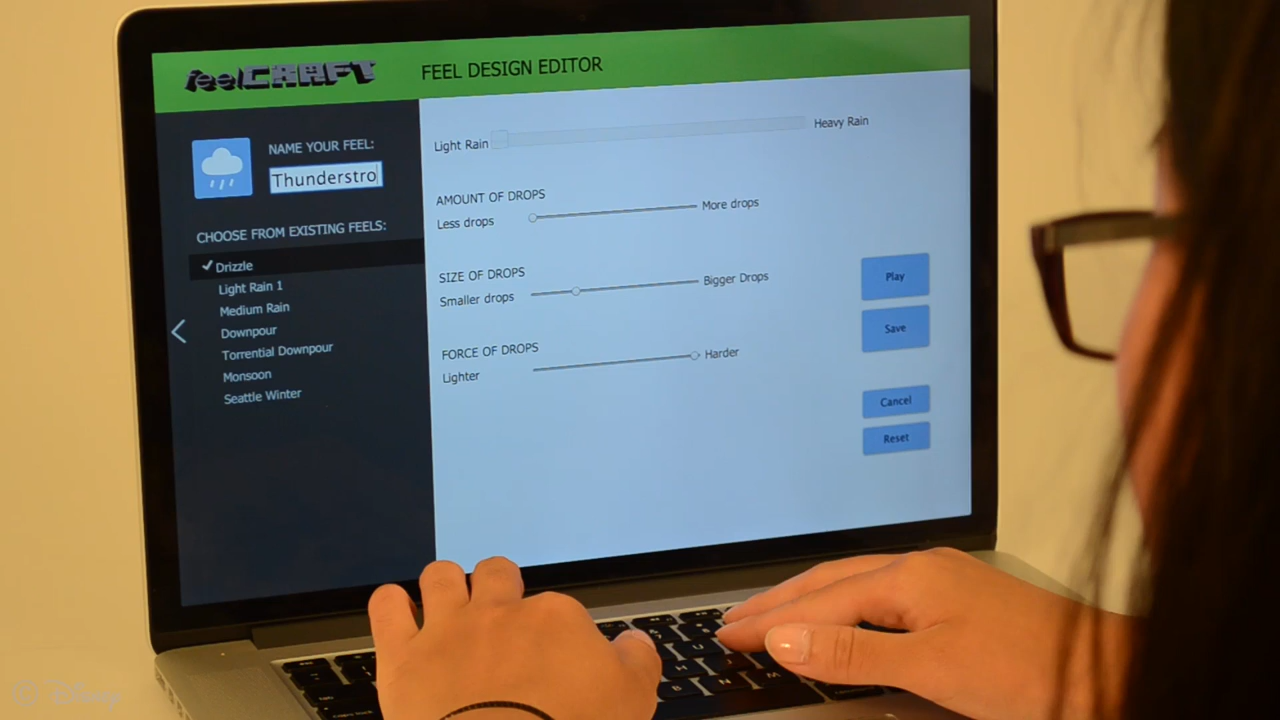 feelCRAFT
FEEL DESIGN EDITOR
NAME YOUR FEEL:
Thunderstro
CHOOSE FROM EXISTING FEELS:
Drizzle
Light Rain 1
Medium Rain
Downpour
Torrential Downpour
Monsoon
Seattle Winter
Light Rain
Heavy Rain
AMOUNT OF DROPS
Less drops
More drops
SIZE OF DROPS
Smaller drops
Bigger Drops
FORCE OF DROPS
Lighter
Harder
Play
Save
Cancel
Reset
U
H
B
N
M
© Disney